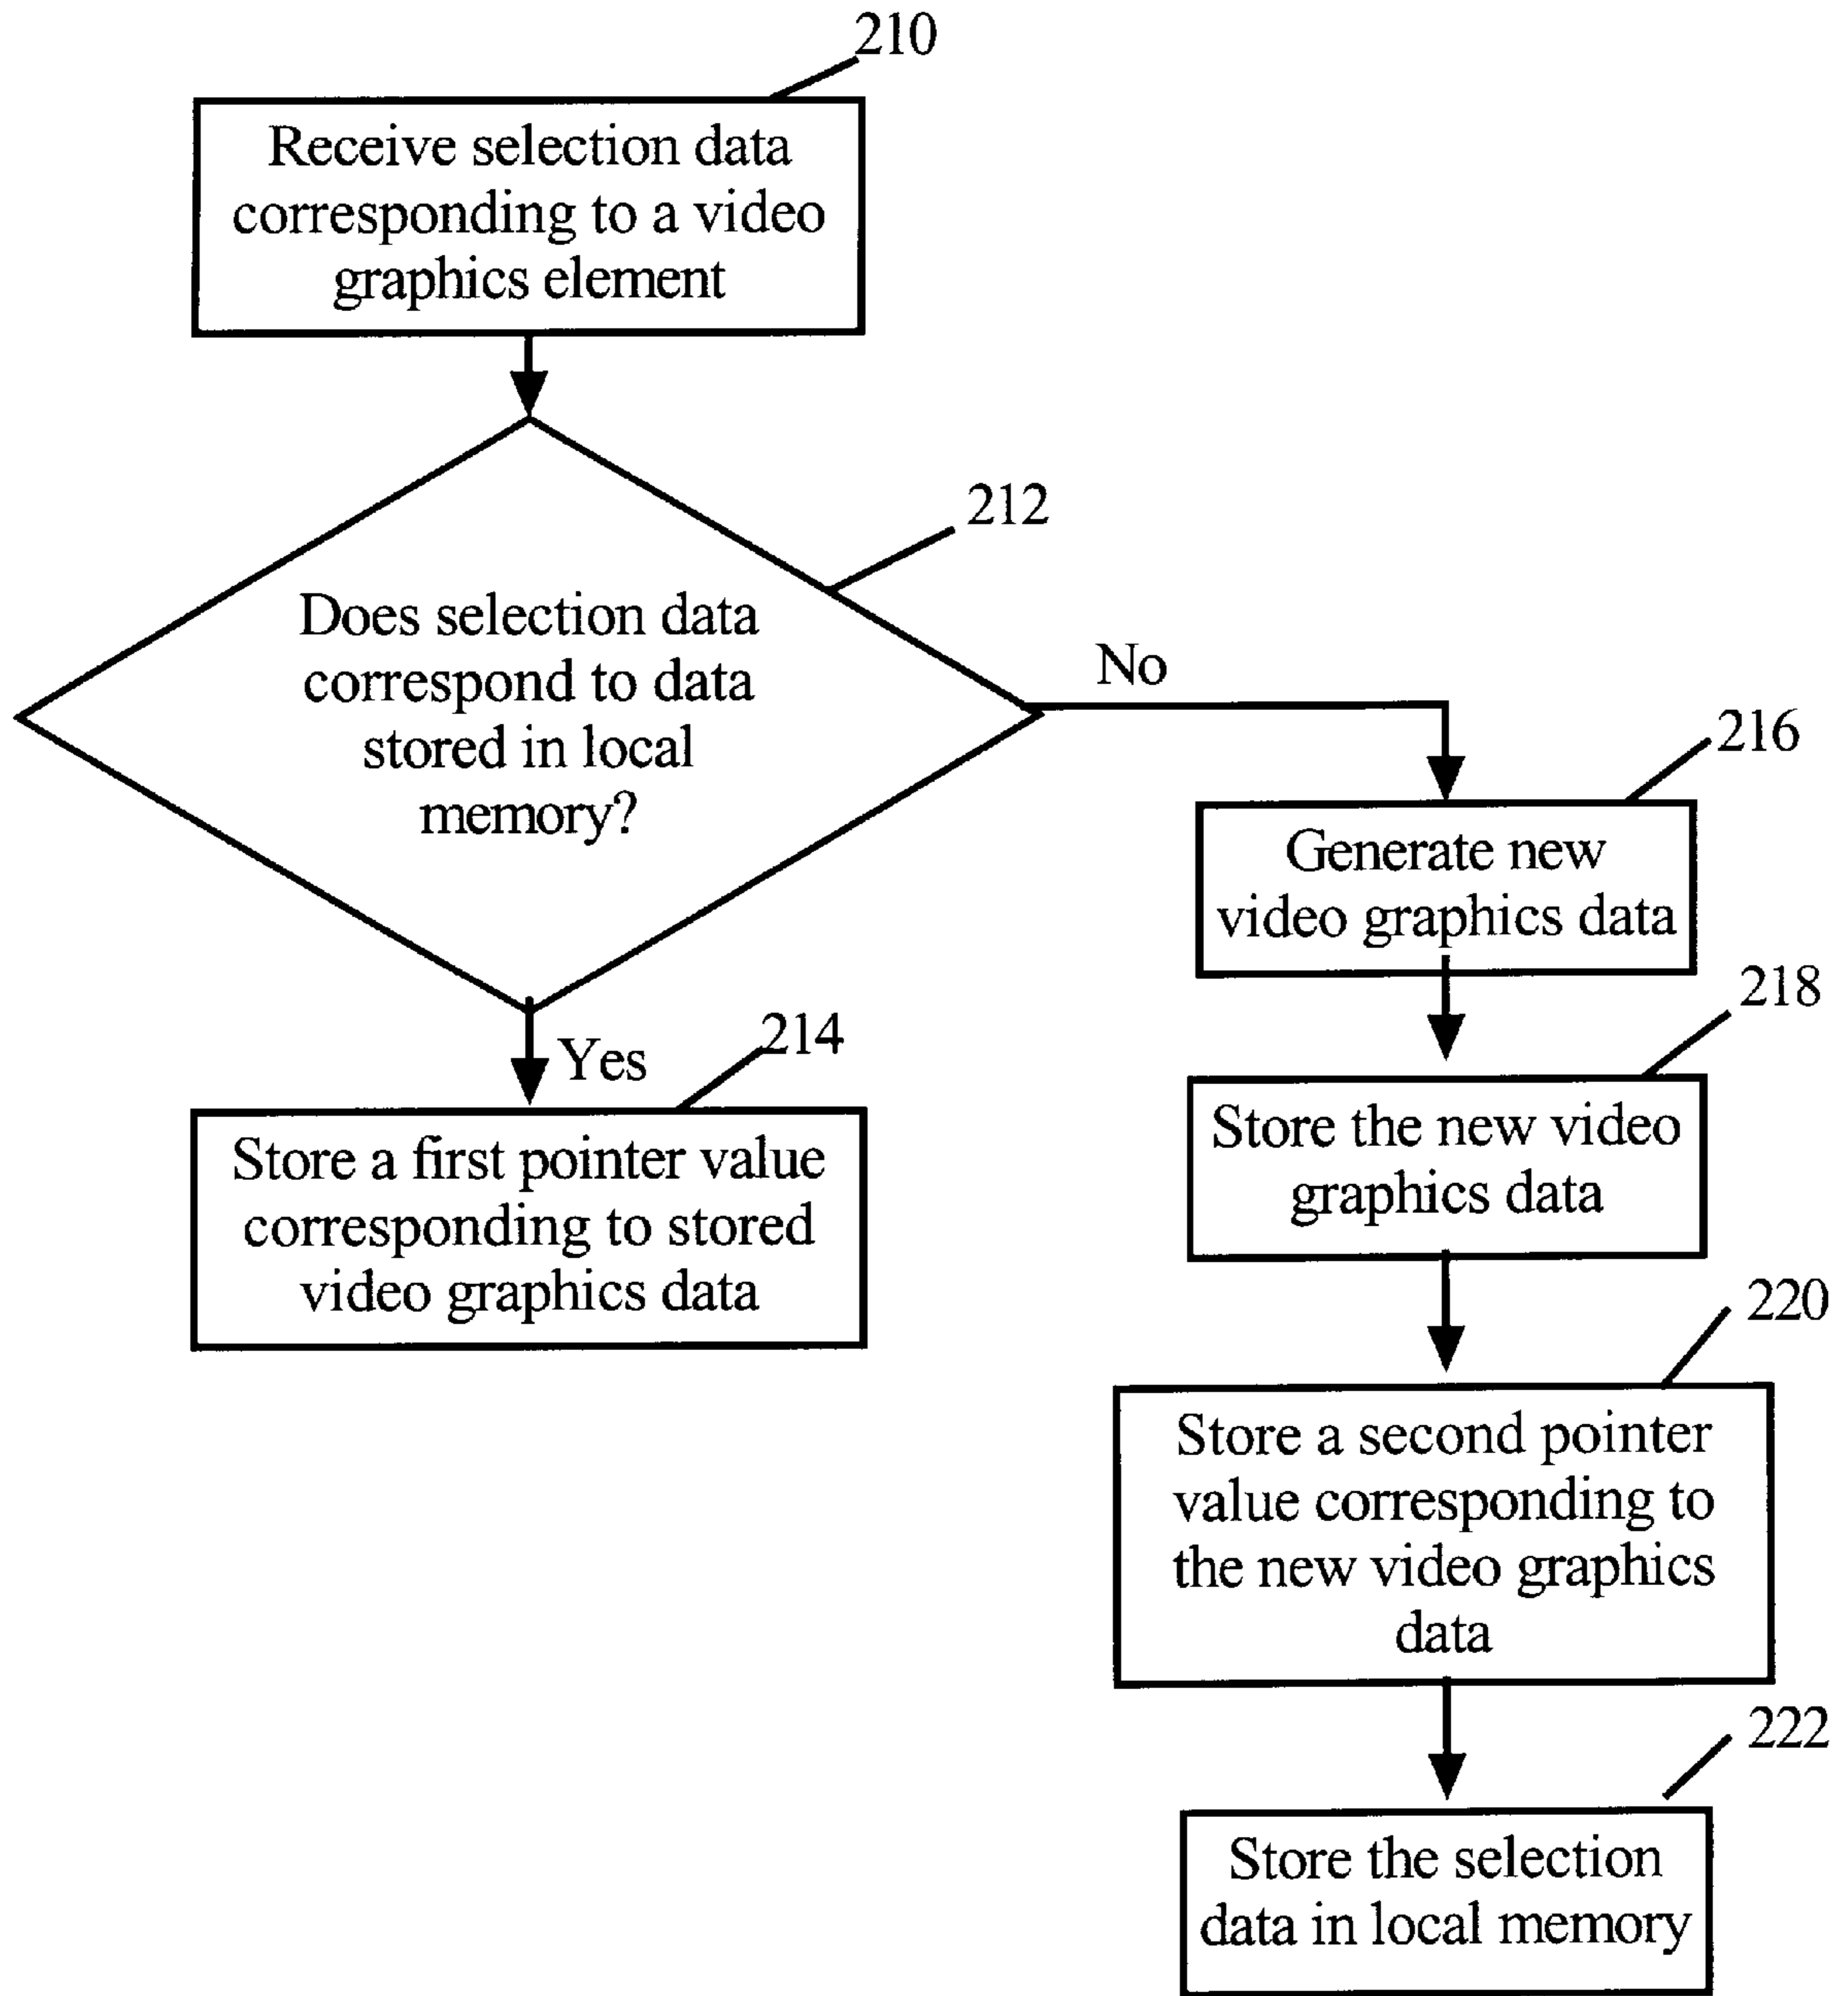 210
Receive selection data
corresponding to a video
graphics element
212
Does selection data
correspond to data
stored in local
memory?
No
216
Generate new
video graphics data
218
Yes
214
Store a first pointer value
corresponding to stored
video graphics data
Store the new video
graphics data
220
Store a second pointer
value corresponding to
the new video graphics
data
222
Store the selection
data in local memory